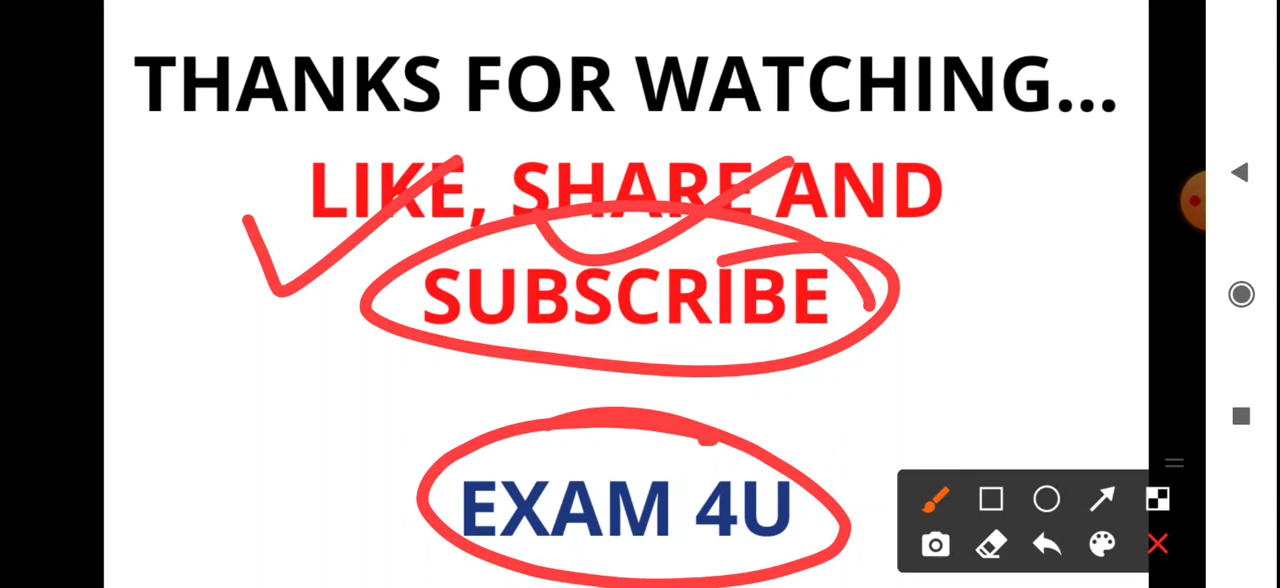 THANKS FOR WATCHING...
LIKE, SHARE AND
SUBSCRIBE
EXAM 4U